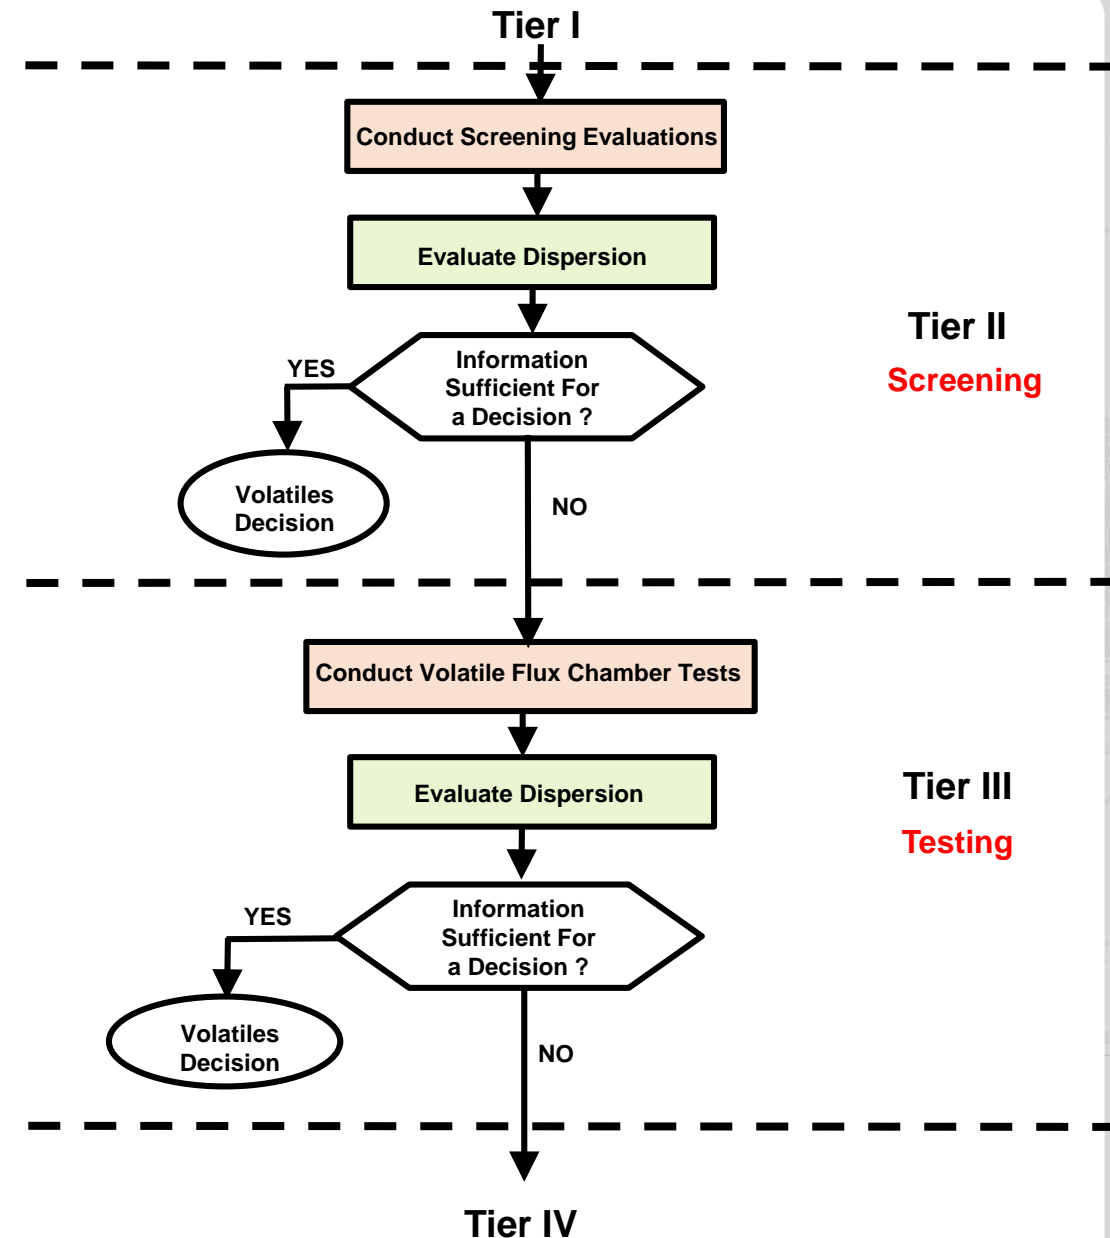 Tier I
Conduct Screening Evaluations
Evaluate Dispersion
Information
Sufficient For
a Decision ?
YES
Volatiles
Decision
NO
Tier II
Screening
Conduct Volatile Flux Chamber Tests
Evaluate Dispersion
Information
Sufficient For
a Decision ?
YES
Volatiles
Decision
NO
Tier III
Testing
Tier IV